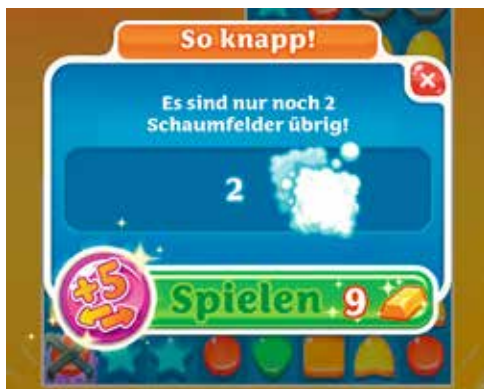 So knapp!
Es sind nur noch 2
Schaumfelder übrig!
2
+5
Spielen 9